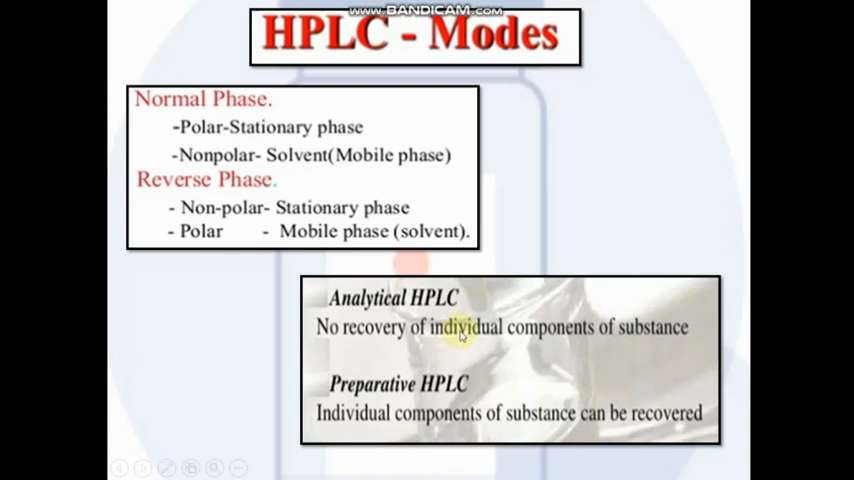 www.BANDICAM.com
HPLC - Modes
Normal Phase.
-Polar-Stationary phase
-Nonpolar- Solvent(Mobile phase)
Reverse Phase.
- Non-polar- Stationary phase
- Polar - Mobile phase (solvent).
Analytical HPLC
No recovery of individual components of substance
Preparative HPLC
Individual components of substance can be recovered